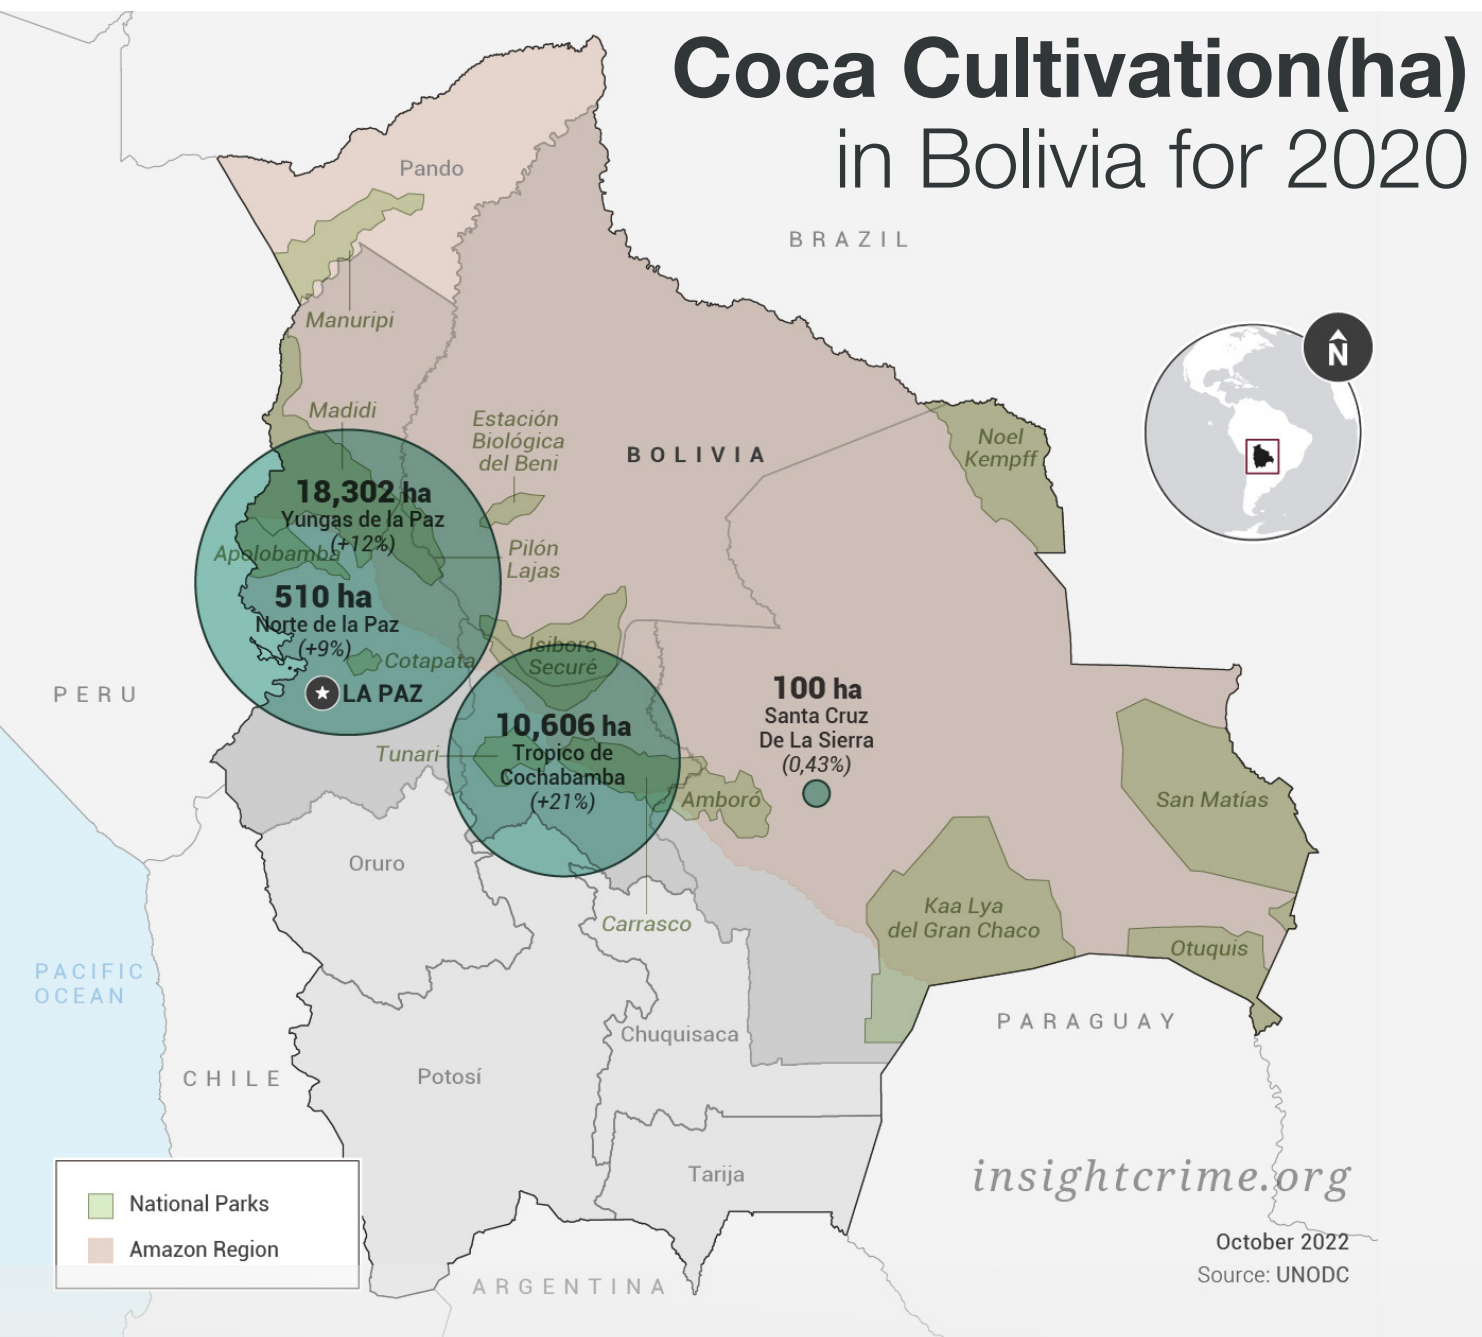 Coca Cultivation(ha)
in Bolivia for 2020
Pando
BRAZIL
Manuripi
N
Madidi
Estación
Biológica
del Beni
BOLIVIA
Noel
Kempff
18,302 ha
Yungas de la Paz
(+12%)
Apolobamba
Pilón
Lajas
510 ha
Norte de la Paz
(+9%)
Cotapata
LA PAZ
Isiboro
Securé
PERU
100 ha
Santa Cruz
De La Sierra
(0,43%)
10,606 ha
Tropico de
Cochabamba
(+21%)
Tunari
Amboró
San Matías
Oruro
Carrasco
Kaa Lya
del Gran Chaco
Otuquis
PACIFIC
OCEAN
Chuquisaca
PARAGUAY
CHILE
Potosí
Tarija
insightcrime.org
National Parks
Amazon Region
October 2022
Source: UNODC
ARGENTINA